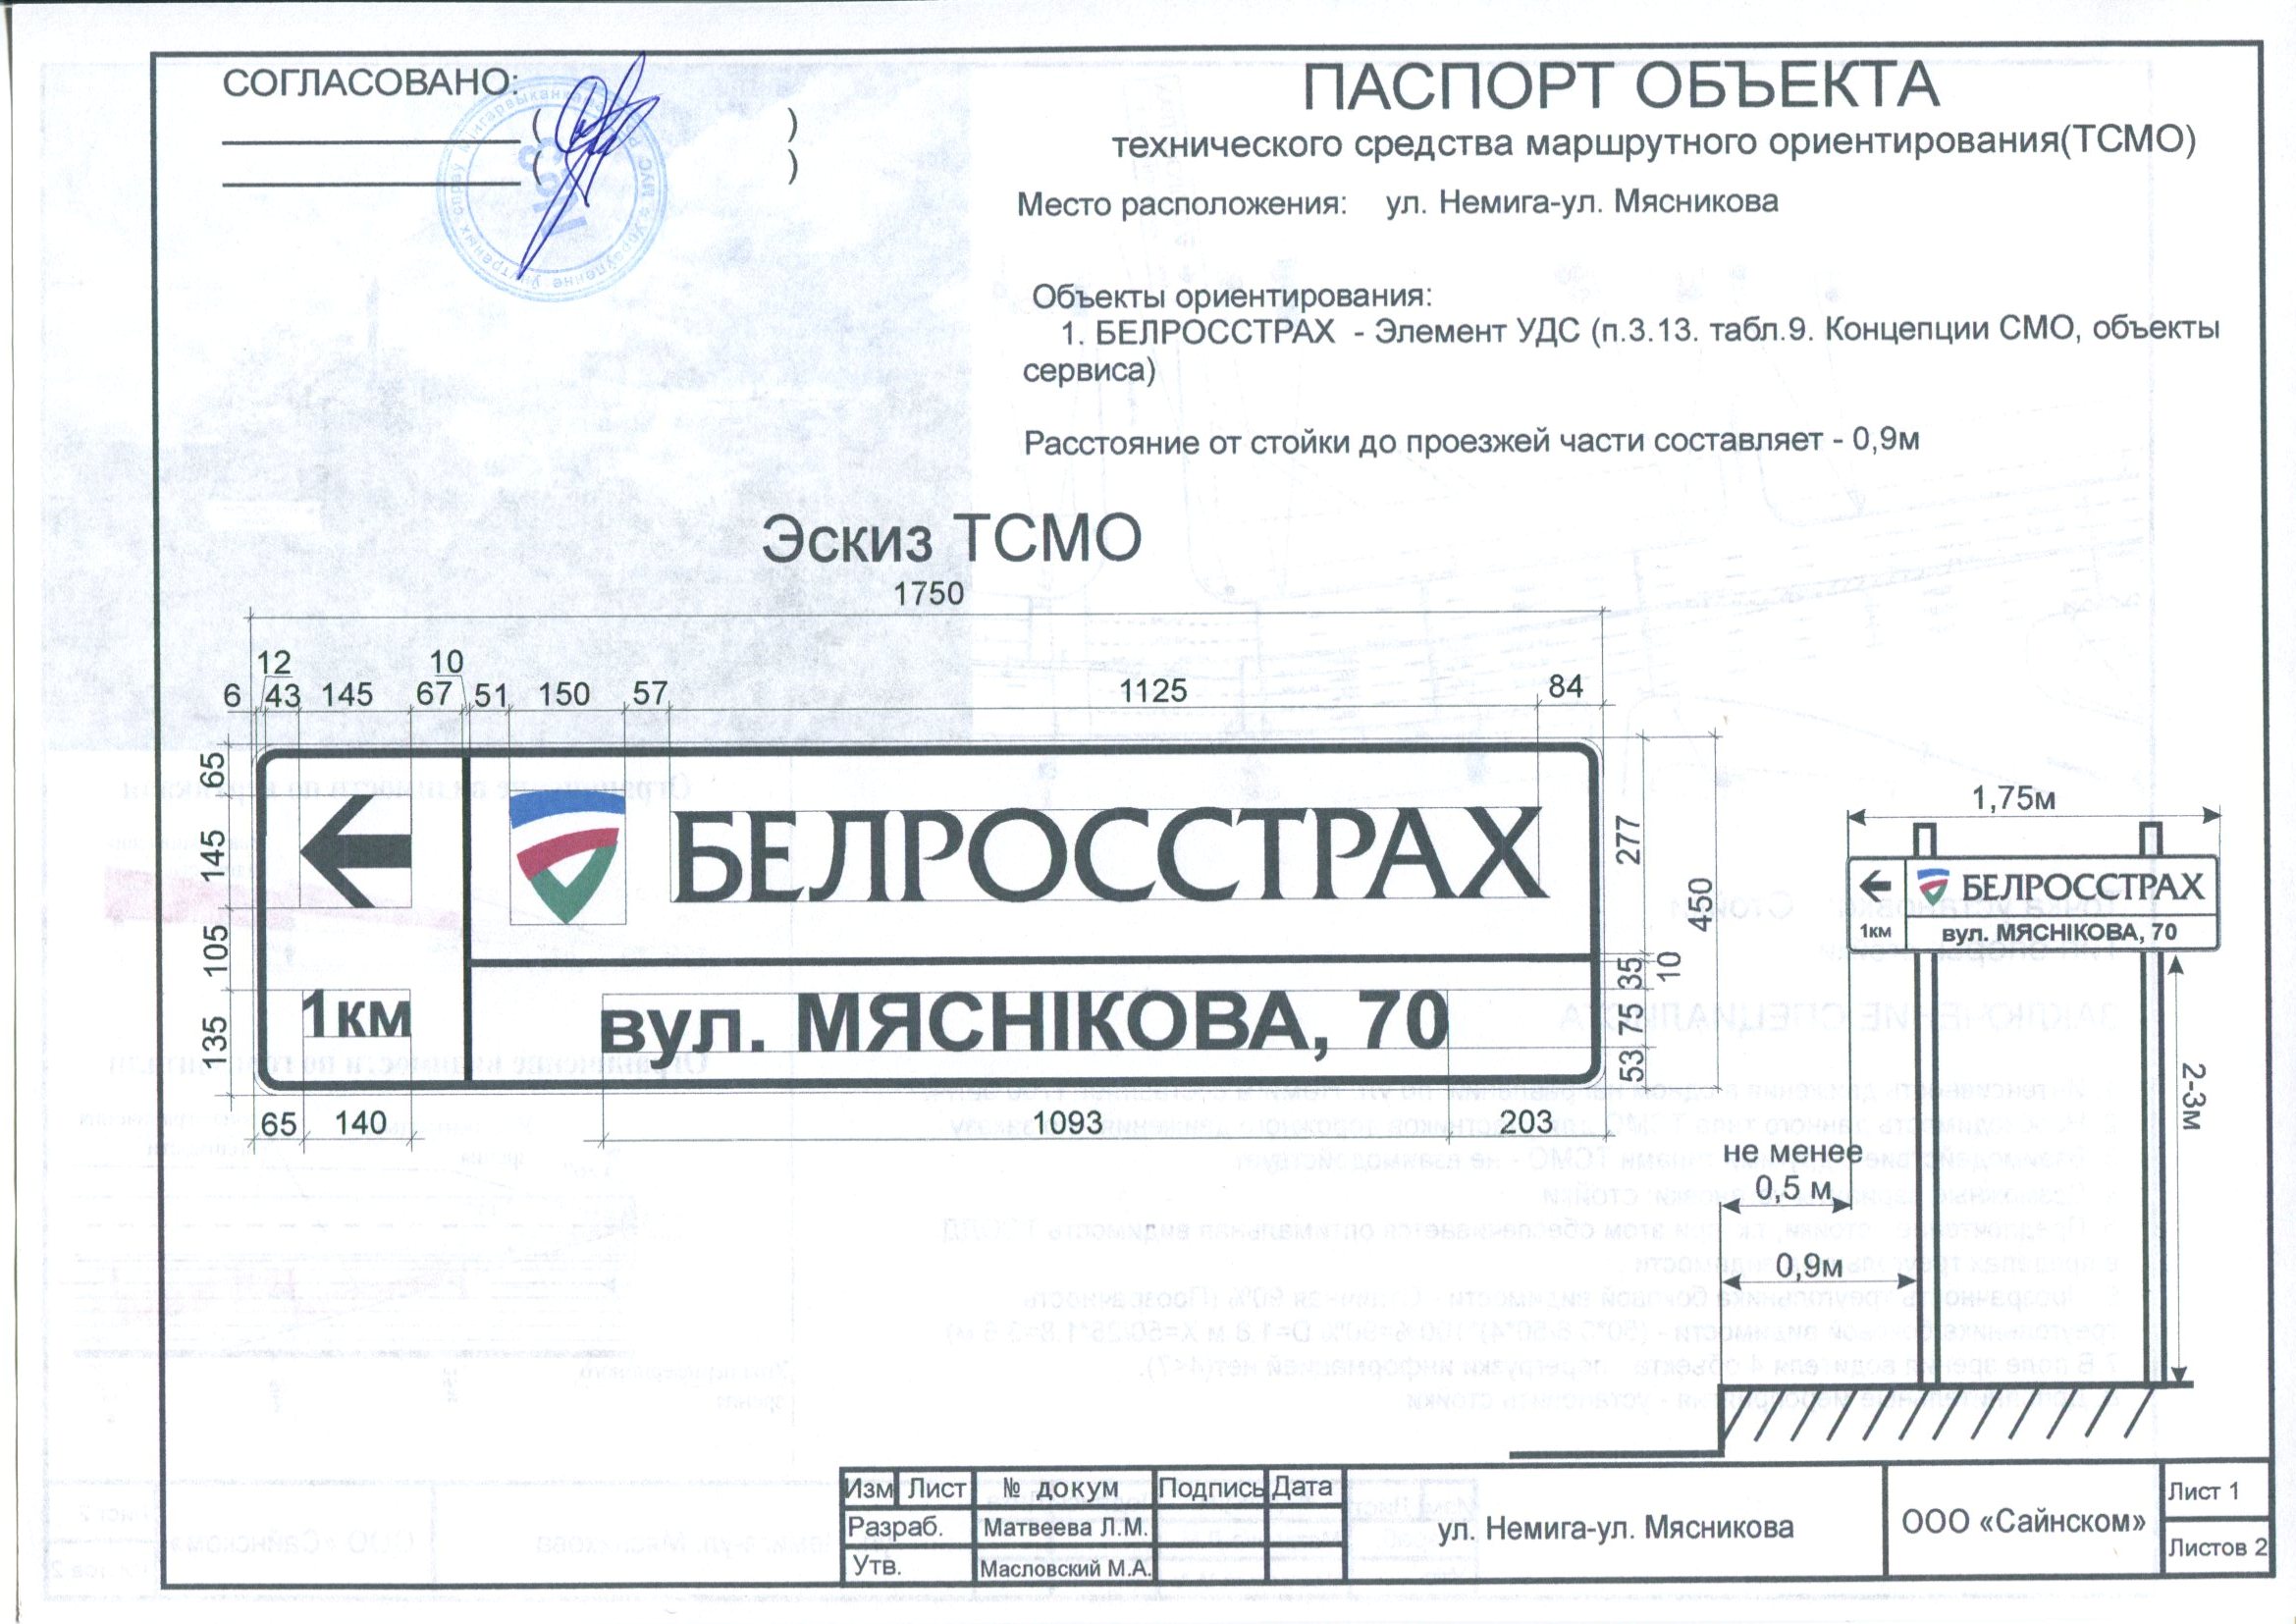 СОГЛАСОВАНО:
( )
( )
№8
ПАСПОРТ ОБЪЕКТА
технического средства маршрутного ориентирования(ТСМО)
Место расположения: ул. Немига-ул. Мясникова
Объекты ориентирования:
1. БЕЛРОССТРАХ - Элемент УДС (п.3.13. табл.9. Концепции СМО, объекты
сервиса)
Расстояние от стойки до проезжей части составляет - 0,9м
Эскиз ТСМО
1750
12 10
6 43 145 67 51 150 57 1125 84
65
145
105
135
БЕЛРОССТРАХ
1км
вул. МЯСНІКОВА, 70
277
450
35
10
75
53
65 140 1093 203
1,75м
БЕЛРОССТРАХ
1км вул. МЯСНІКОВА, 70
2-3м
не менее
0,5 м
0,9м
Изм Лист № докум Подпись Дата
Разраб. Матвеева Л.М.
Утв. Масловский М.А.
ул. Немига-ул. Мясникова
ООО «Сайнском»
Лист 1
Листов 2